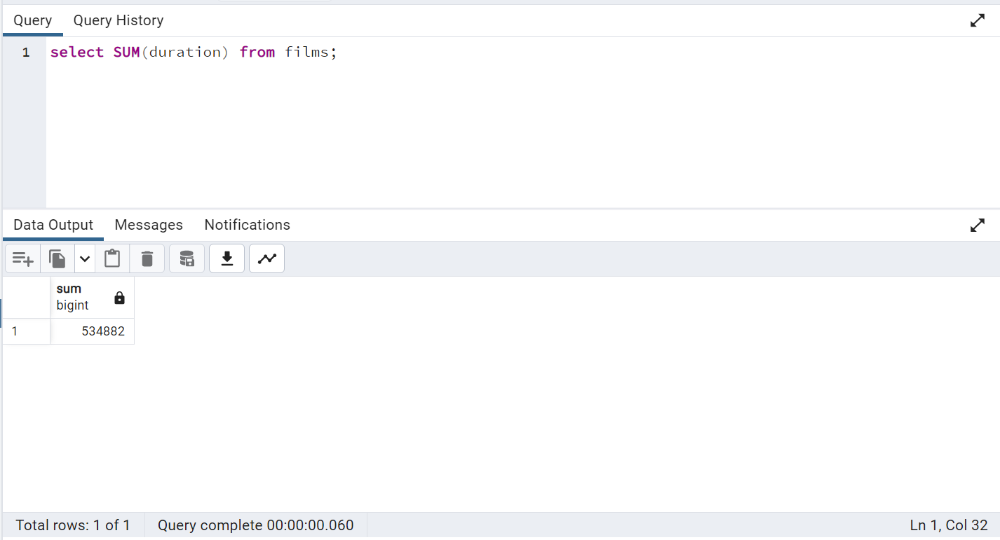 Query Query History
1 select SUM(duration) from films;
Data Output Messages Notifications
sum
bigint
1 534882
Total rows: 1 of 1 Query complete 00:00:00.060 Ln 1, Col 32